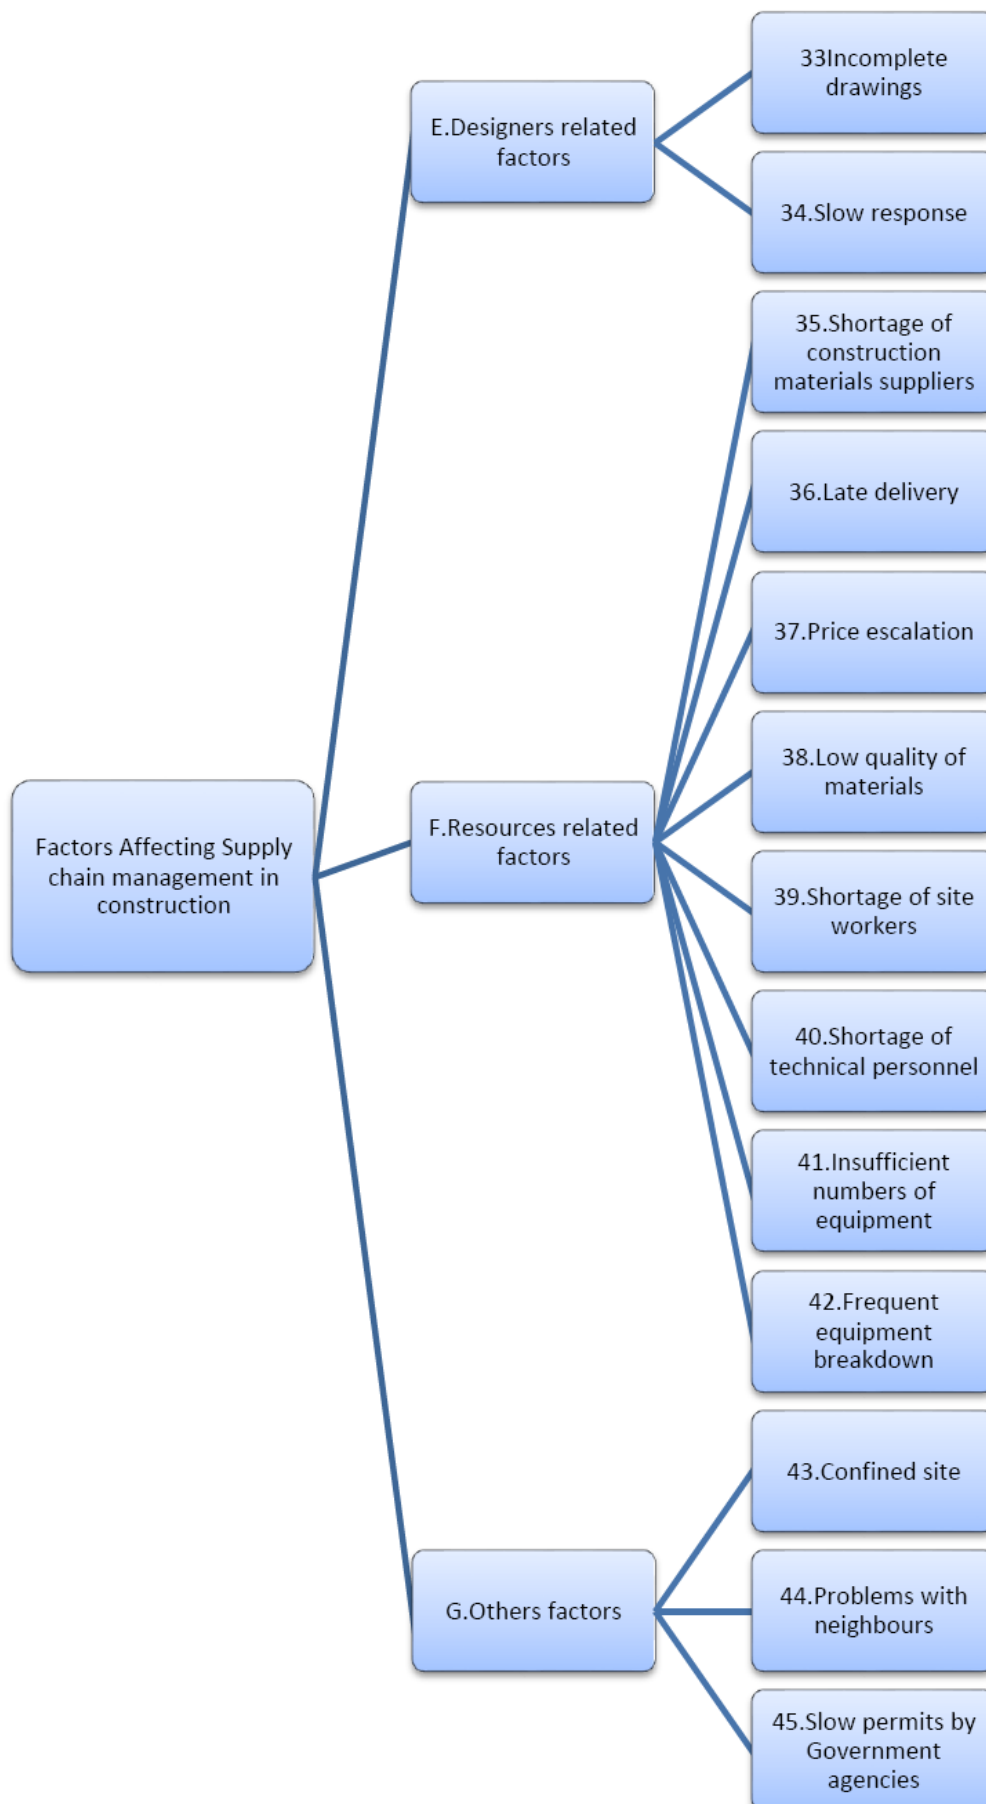 33Incomplete
drawings
E.Designers related
factors
34.Slow response
35.Shortage of
construction
materials suppliers
36.Late delivery
37.Price escalation
38.Low quality of
materials
Factors Affecting Supply
chain management in
construction
F.Resources related
factors
39.Shortage of site
workers
40.Shortage of
technical personnel
41.Insufficient
numbers of
equipment
42.Frequent
equipment
breakdown
43.Confined site
G.Others factors
44.Problems with
neighbours
45.Slow permits by
Government
agencies